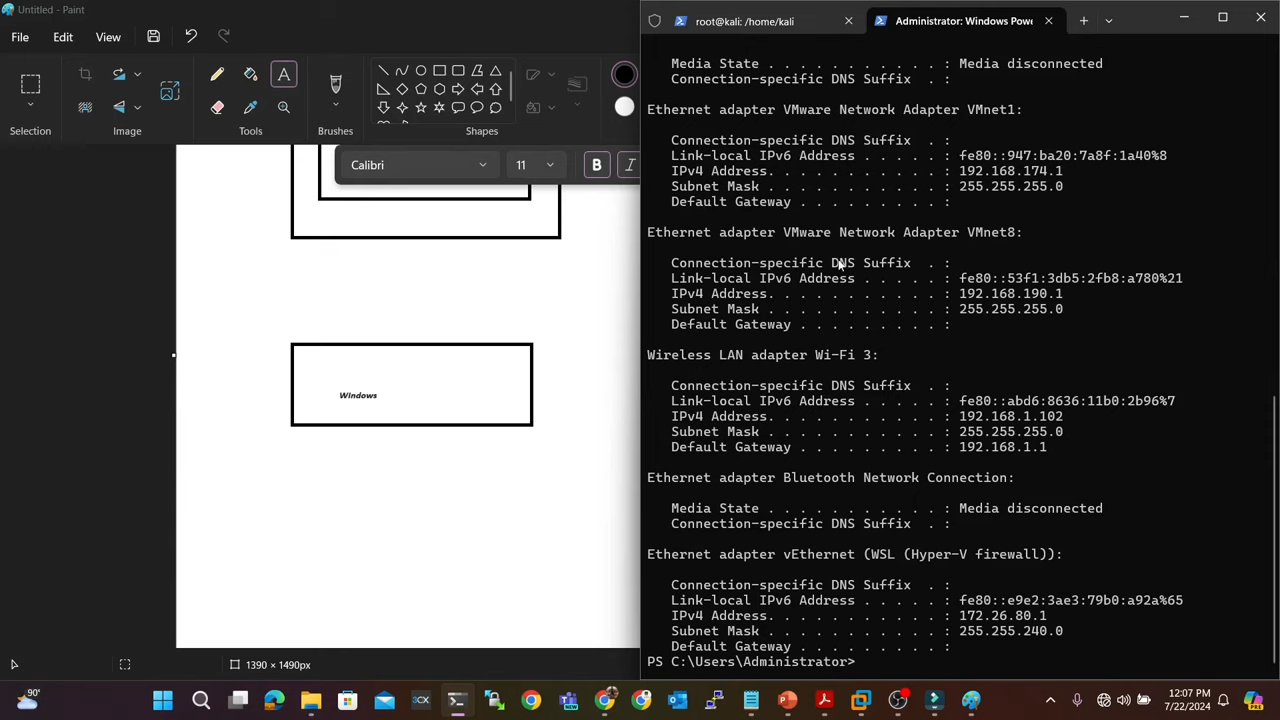 Untitled - Paint
File Edit View
Selection
Image
Tools
Brushes
Shapes
Calibri
11
B
I
Windows
1390 × 1490px
root@kali: /home/kali
Administrator: Windows Pow
Media State . . . . . . . . . . . : Media disconnected
Connection-specific DNS Suffix  . :
Ethernet adapter VMware Network Adapter VMnet1:
Connection-specific DNS Suffix  . :
Link-local IPv6 Address . . . . . : fe80::947:ba20:7a8f:1a40%8
IPv4 Address. . . . . . . . . . . : 192.168.174.1
Subnet Mask . . . . . . . . . . . : 255.255.255.0
Default Gateway . . . . . . . . . :
Ethernet adapter VMware Network Adapter VMnet8:
Connection-specific DNS Suffix  . :
Link-local IPv6 Address . . . . . : fe80::53f1:3db5:2fb8:a780%21
IPv4 Address. . . . . . . . . . . : 192.168.190.1
Subnet Mask . . . . . . . . . . . : 255.255.255.0
Default Gateway . . . . . . . . . :
Wireless LAN adapter Wi-Fi 3:
Connection-specific DNS Suffix  . :
Link-local IPv6 Address . . . . . : fe80::abd6:8636:11b0:2b96%7
IPv4 Address. . . . . . . . . . . : 192.168.1.102
Subnet Mask . . . . . . . . . . . : 255.255.255.0
Default Gateway . . . . . . . . . : 192.168.1.1
Ethernet adapter Bluetooth Network Connection:
Media State . . . . . . . . . . . : Media disconnected
Connection-specific DNS Suffix  . :
Ethernet adapter vEthernet (WSL (Hyper-V firewall)):
Connection-specific DNS Suffix  . :
Link-local IPv6 Address . . . . . : fe80::e9e2:3ae3:79b0:a92a%65
IPv4 Address. . . . . . . . . . . : 172.26.80.1
Subnet Mask . . . . . . . . . . . : 255.255.240.0
Default Gateway . . . . . . . . . :
PS C:\Users\Administrator>
90°
12:07 PM
7/22/2024